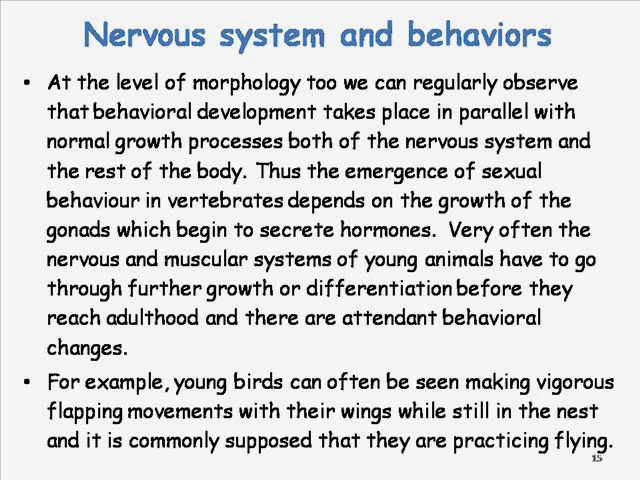 Nervous system and behaviors
• At the level of morphology too we can regularly observe
that behavioral development takes place in parallel with
normal growth processes both of the nervous system and
the rest of the body. Thus the emergence of sexual
behaviour in vertebrates depends on the growth of the
gonads which begin to secrete hormones. Very often the
nervous and muscular systems of young animals have to go
through further growth or differentiation before they
reach adulthood and there are attendant behavioral
changes.
• For example, young birds can often be seen making vigorous
flapping movements with their wings while still in the nest
and it is commonly supposed that they are practicing flying.
15